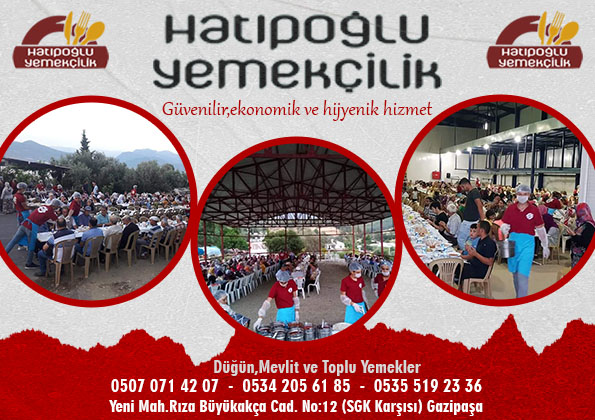 Hatıpoğlu
Yemekçilik
Hatıpoğlu
Yemekçilik
Hatıpoğlu
Yemekçilik
Güvenilir,ekonomik ve hijyenik hizmet
Düğün,Mevlit ve Toplu Yemekler
0507 071 42 07 - 0534 205 61 85 - 0535 519 23 36
Yeni Mah.Rıza Büyükakça Cad. No:12 (SGK Karşısı) Gazipaşa